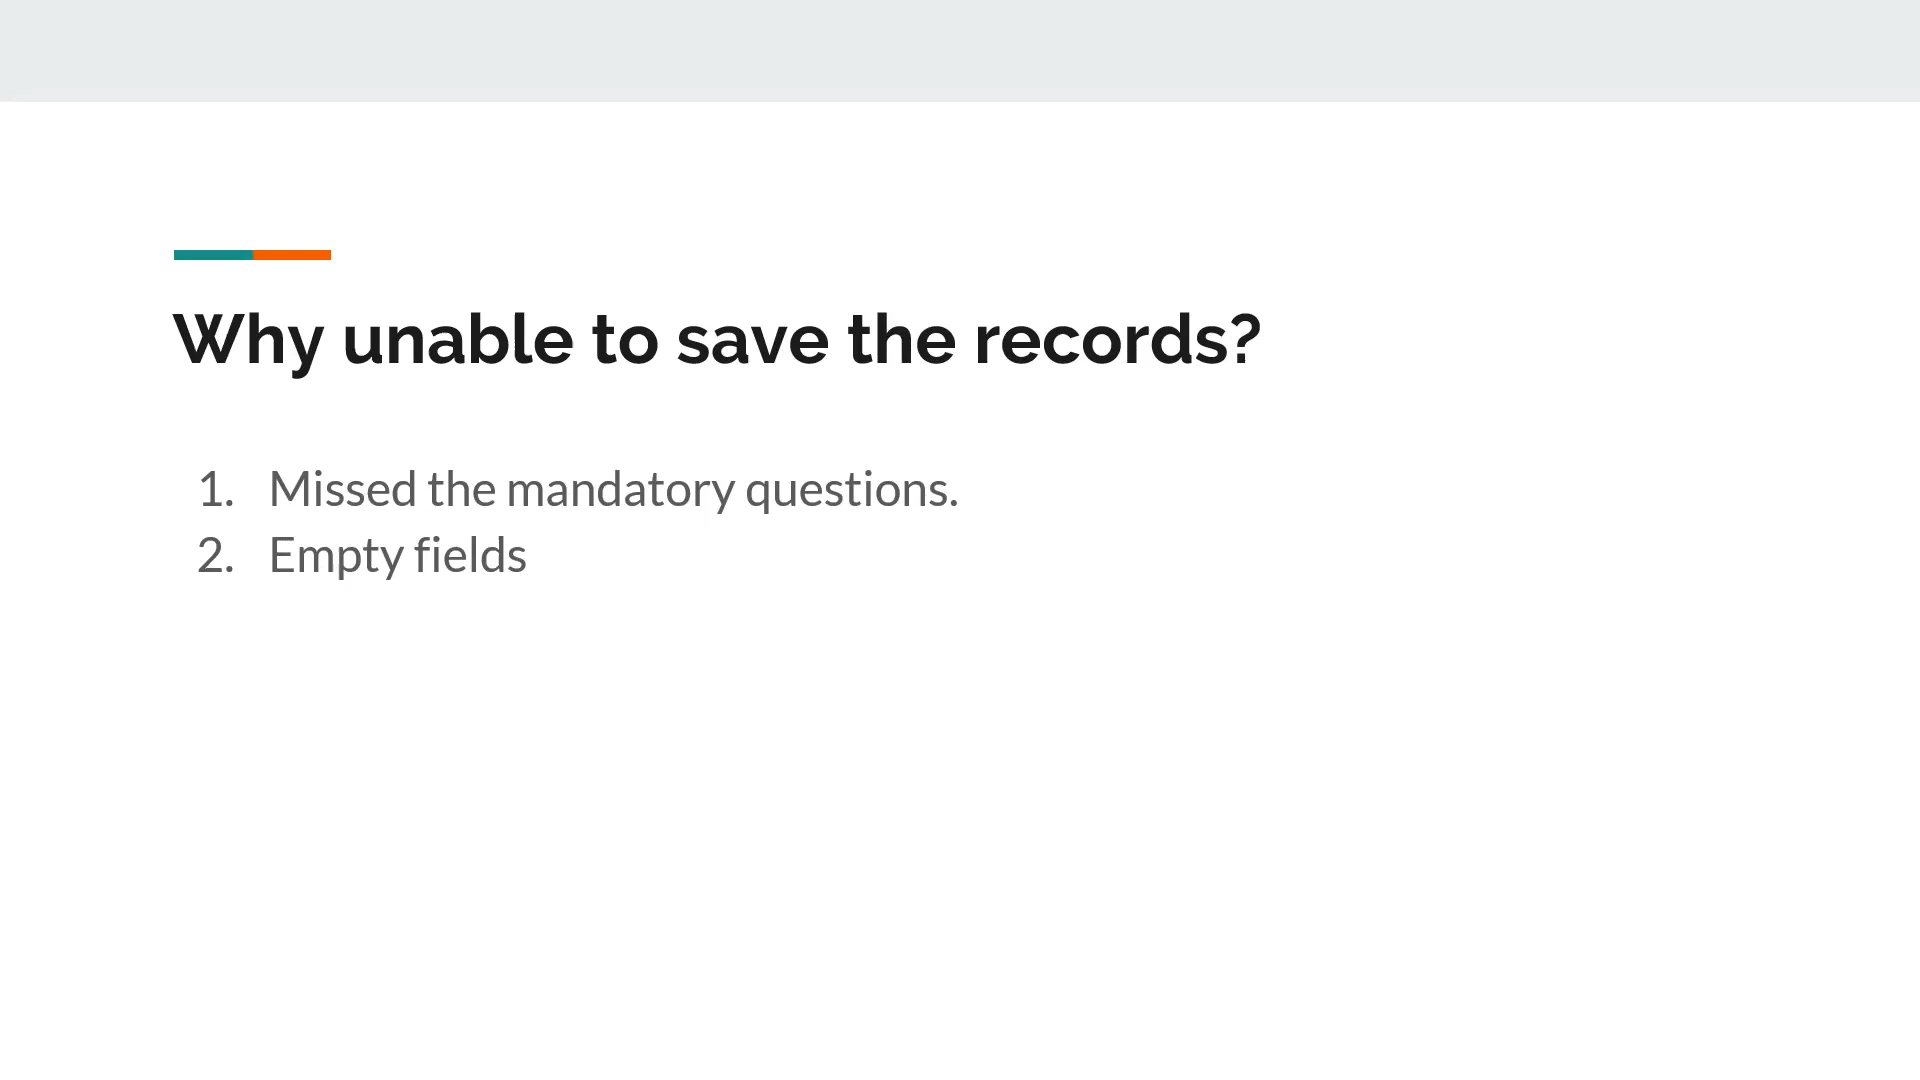 Why unable to save the records?
1. Missed the mandatory questions.
2. Empty fields